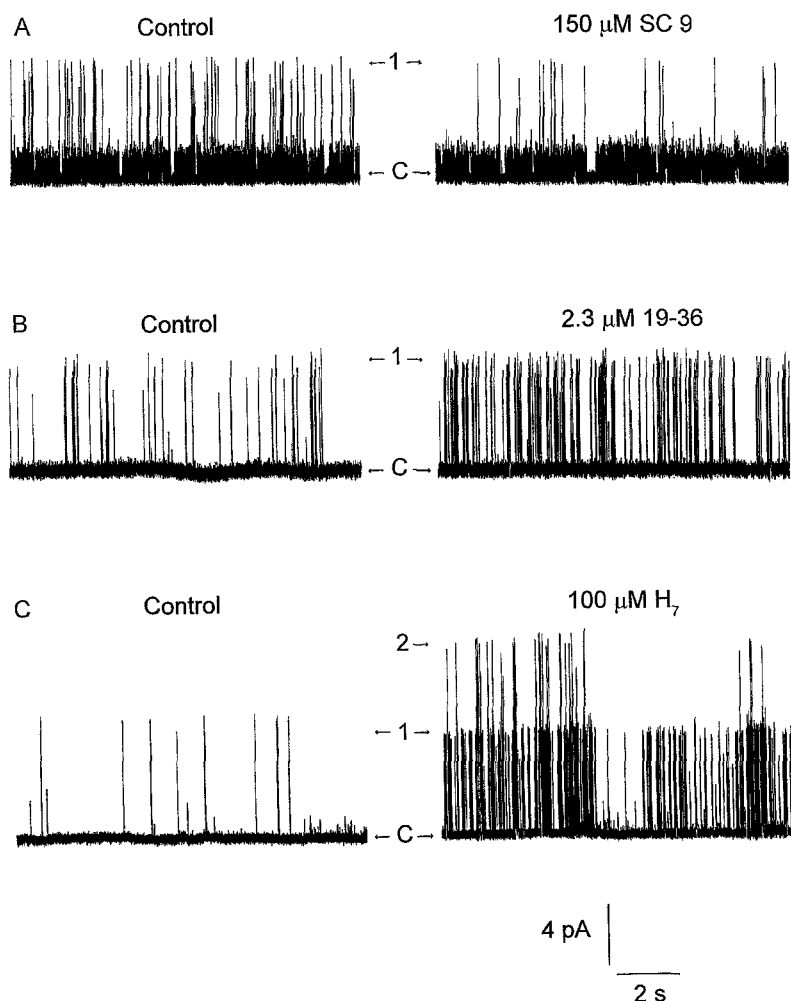 A Control 150 μM SC 9
←1→
←C→
B Control 2.3 μM 19-36
←1→
←C→
C Control 100 μM H₇
2→
←1→
←C→
4 pA
2 s